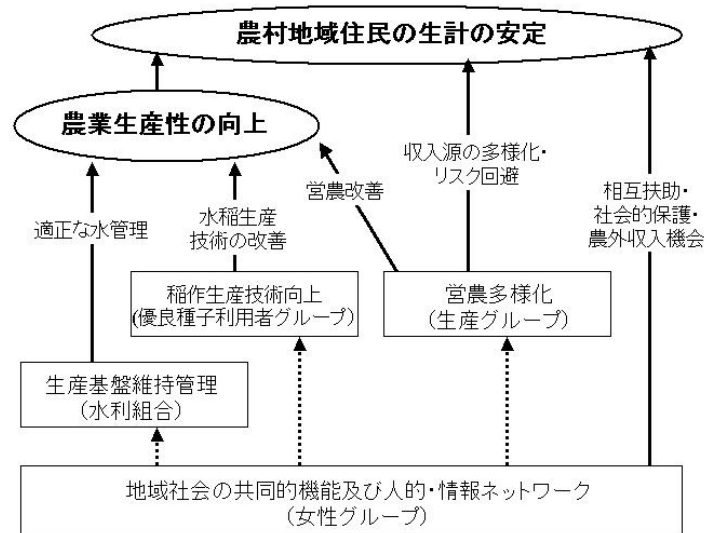 農村地域住民の生計の安定
農業生産性の向上
収入源の多様化・
リスク回避
営農改善
相互扶助・
社会的保護・
農外収入機会
適正な水管理
水稲生産
技術の改善
稲作生産技術向上
(優良種子利用者グループ)
営農多様化
(生産グループ)
生産基盤維持管理
(水利組合)
地域社会の共同的機能及び人的・情報ネットワーク
(女性グループ)